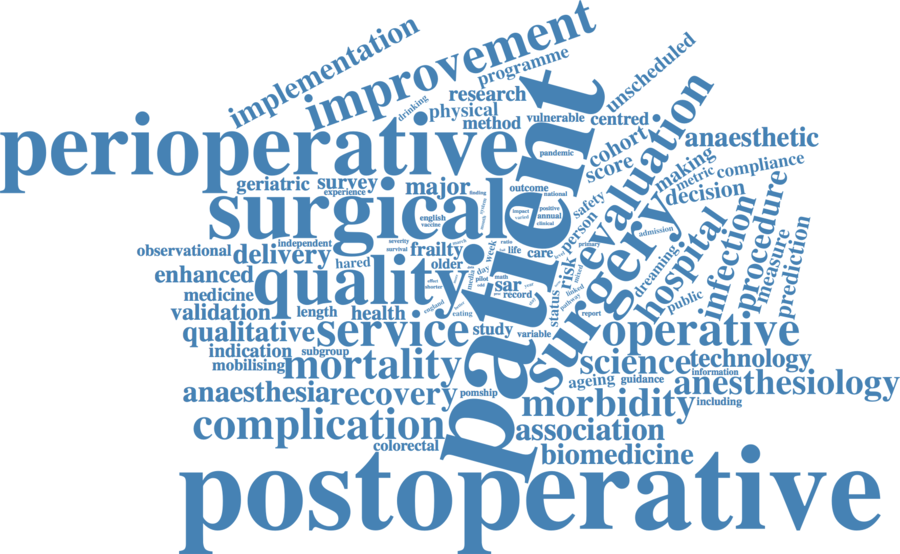 implementation
improvement
programme
unscheduled
drinking
research
physical
method
vulnerable
centred
perioperative
patient
pandemic
cohort
score
evaluation
anaesthetic
making
metric
compliance
decision
geriatric
survey
experience
major
finding
outcome
national
surgical
english
vaccine
impact
varied
positive
annual
clinical
safety
person
surgery
admission
procedure
observational
delivery
independent
severity
survival
frailty
older
week
life
care
primary
risk
dreaming
hospital
infection
measure
prediction
enhanced
hared
quality
day
pilot
math
sar
record
status
linked
pathway
public
medicine
validation
length
health
england
eating
report
qualitative
service
study
variable
operative
indication
subgroup
mobilising
mortality
science
technology
information
ageing
guidance
anesthesiology
anaesthesia
recovery
pomship
morbidity
including
complication
colorectal
association
biomedicine
postoperative